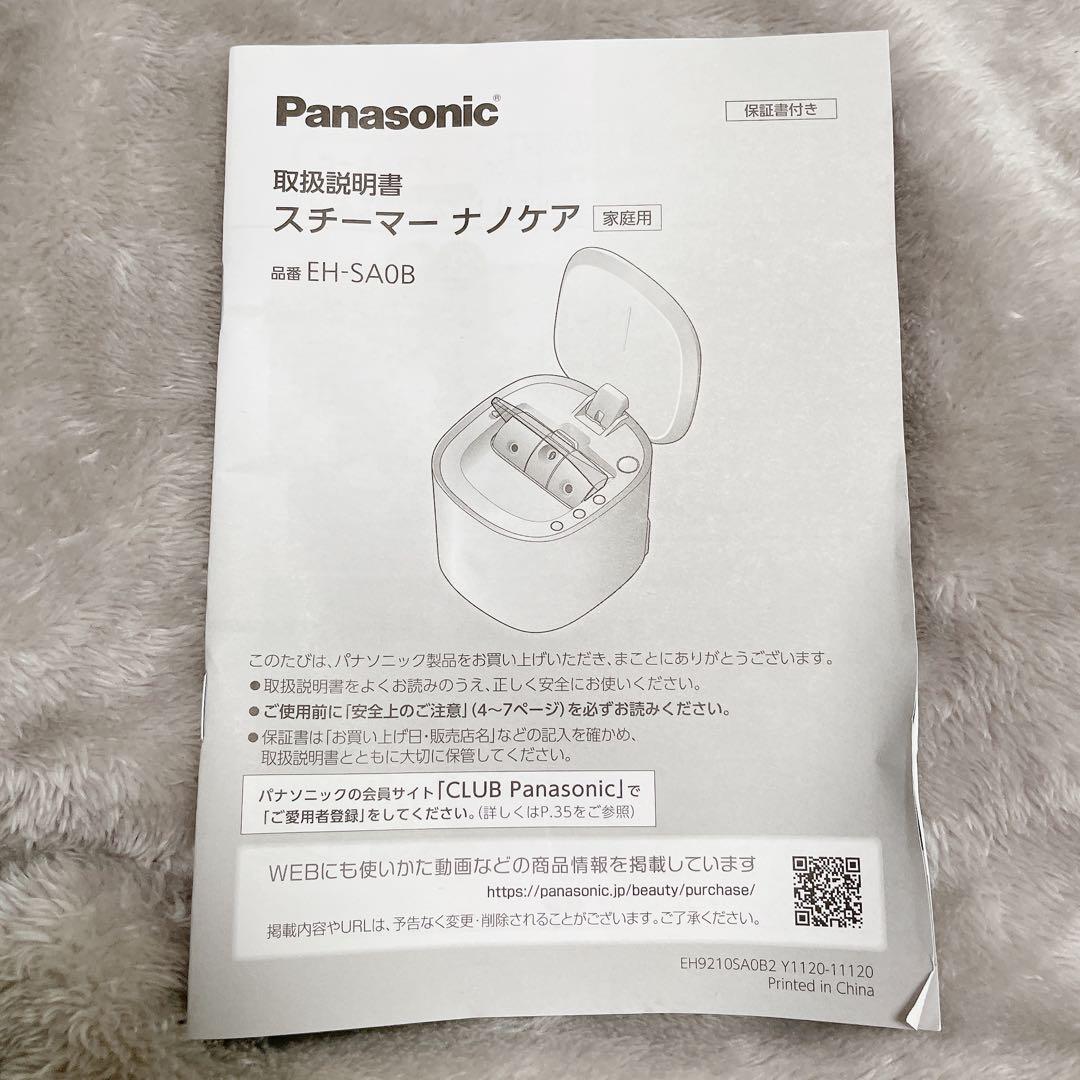 Panasonic®
保証書付き
取扱説明書
スチーマー ナノケア 家庭用
品番 EH-SA0B
このたびは、パナソニック製品をお買い上げいただき、まことにありがとうございます。
●取扱説明書をよくお読みのうえ、正しく安全にお使いください。
●ご使用前に「安全上のご注意」(4〜7ページ)を必ずお読みください。
●保証書は「お買い上げ日・販売店名」などの記入を確かめ、
取扱説明書とともに大切に保管してください。
パナソニックの会員サイト「CLUB Panasonic」で
「ご愛用者登録」をしてください。(詳しくはP.35をご参照)
WEBにも使いかた動画などの商品情報を掲載しています
https://panasonic.jp/beauty/purchase/
掲載内容やURLは、予告なく変更・削除されることがございます。ご了承ください。
EH9210SA0B2 Y1120-11120
Printed in China